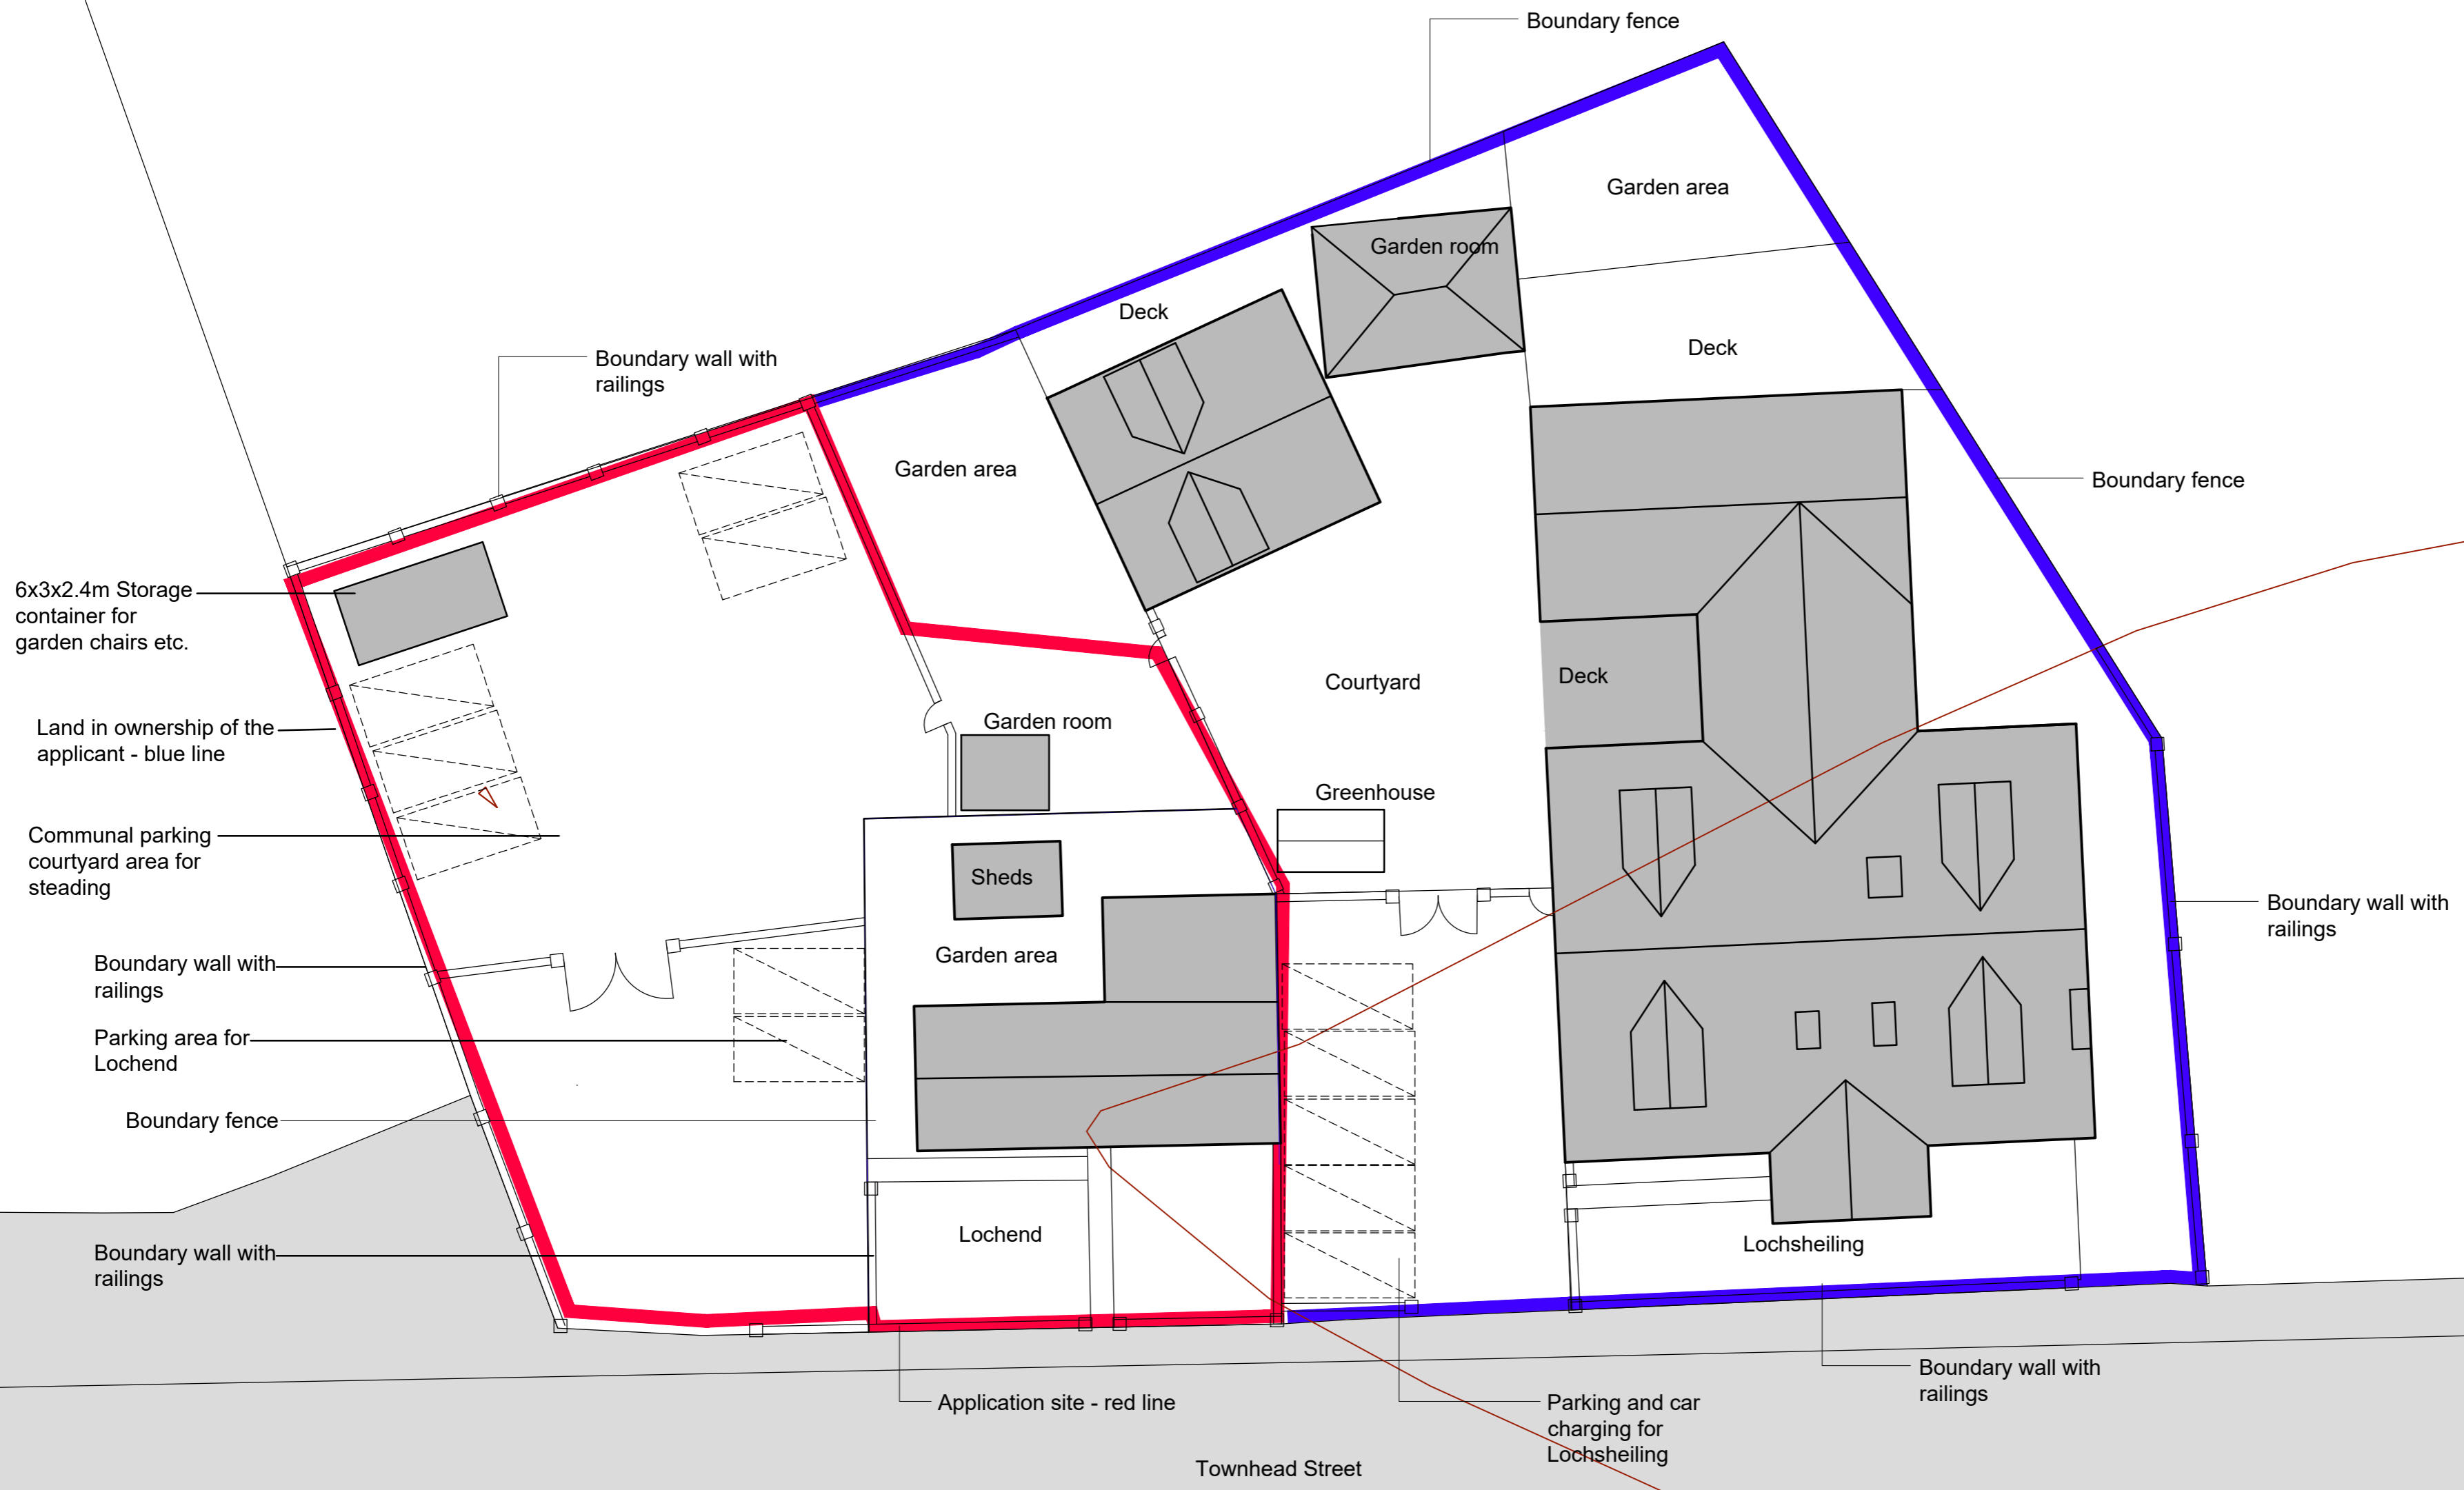 Boundary fence
Garden area
Garden room
Deck
Deck
Boundary wall with
railings
Garden area
Boundary fence
6x3x2.4m Storage
container for
garden chairs etc.
Land in ownership of the
applicant - blue line
Garden room
Courtyard
Deck
Greenhouse
Communal parking
courtyard area for
steading
Sheds
Garden area
Boundary wall with
railings
Boundary wall with
railings
Parking area for
Lochend
Boundary fence
Lochend
Lochsheiling
Boundary wall with
railings
Boundary wall with
railings
Application site - red line
Parking and car
charging for
Lochsheiling
Townhead Street